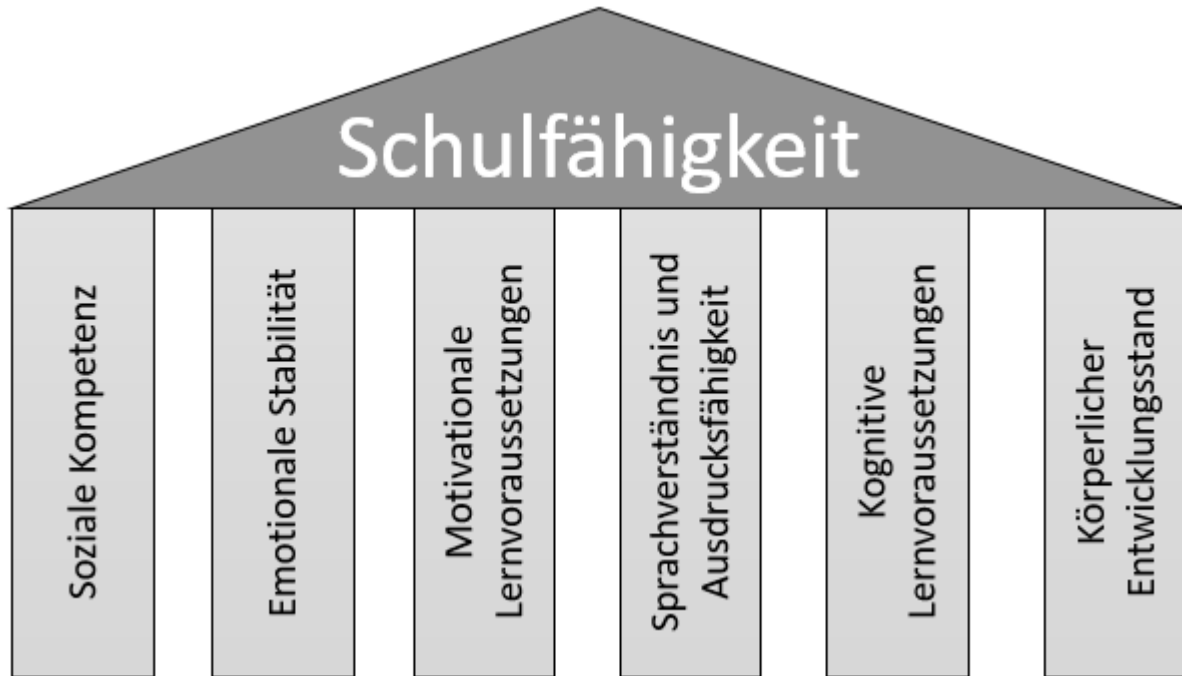 Schulfähigkeit
Soziale Kompetenz
Emotionale Stabilität
Motivationale
Lernvoraussetzungen
Sprachverständnis und
Ausdrucksfähigkeit
Kognitive
Lernvoraussetzungen
Körperlicher
Entwicklungsstand